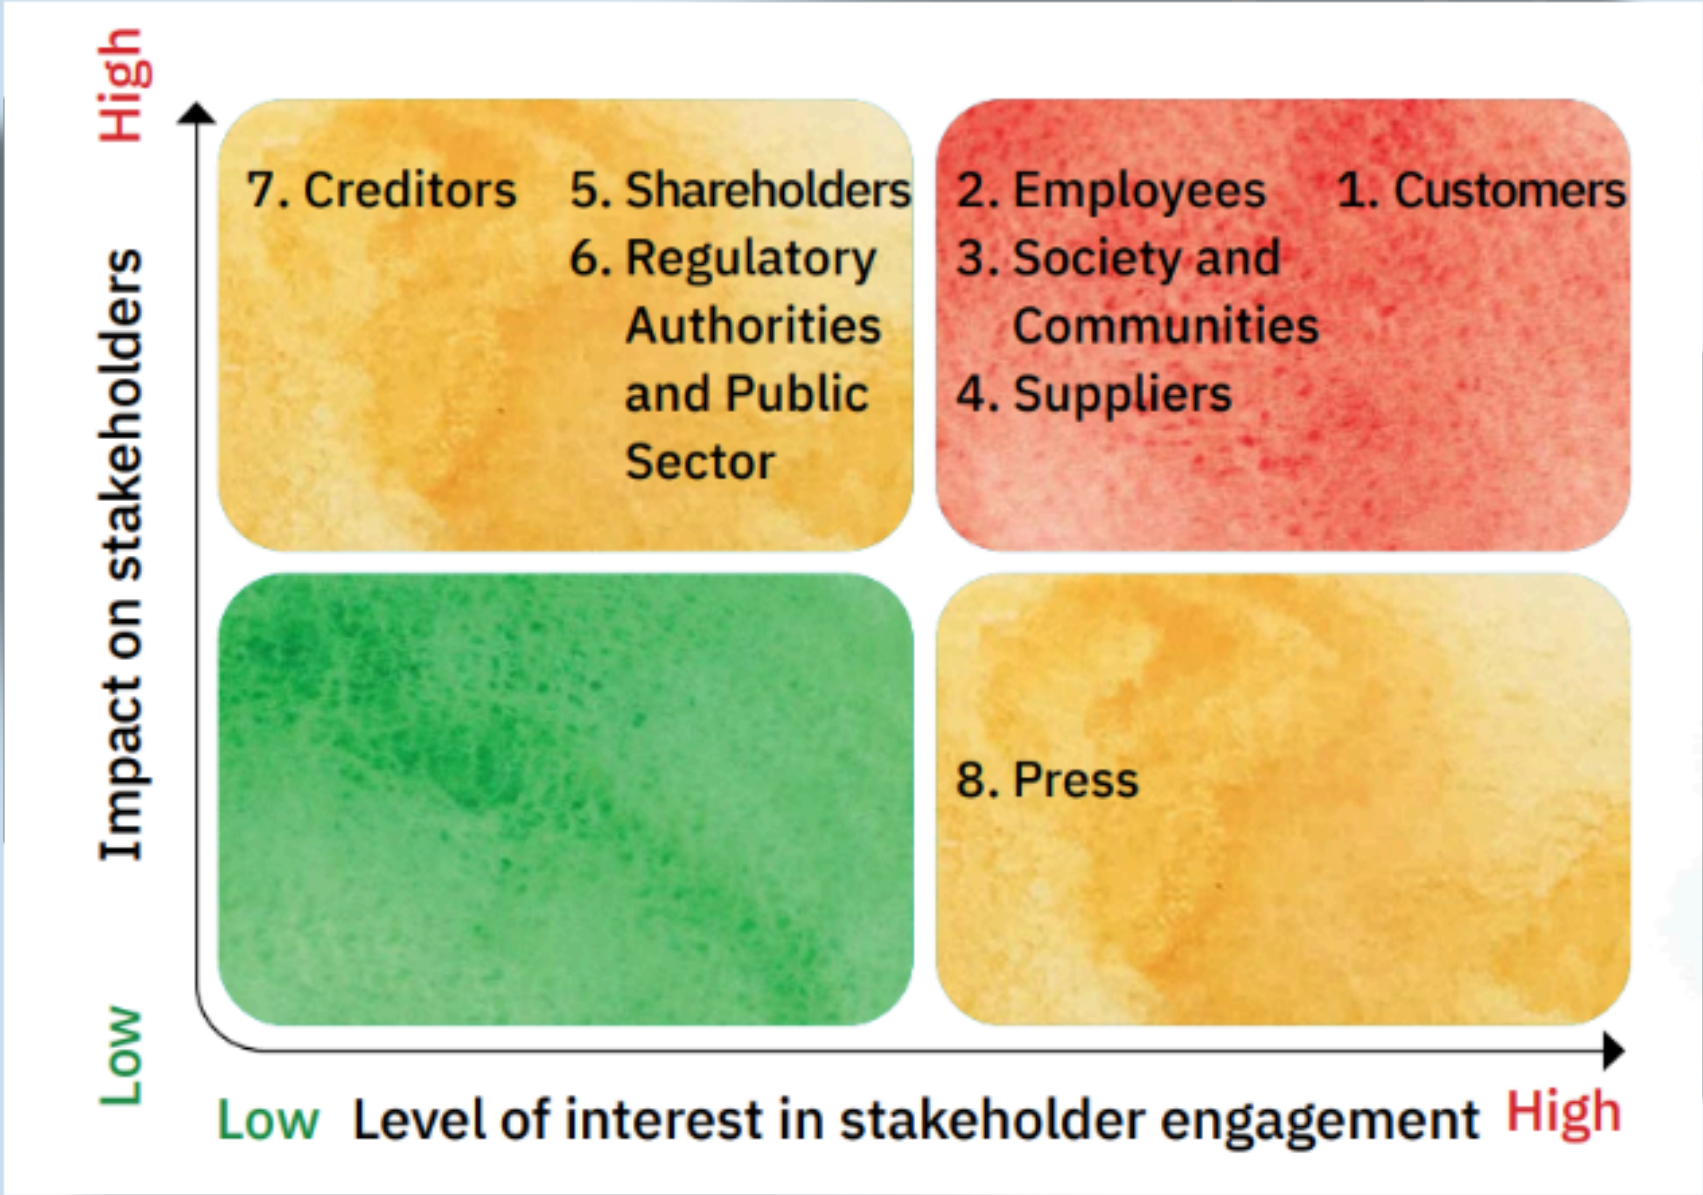 High
Impact on stakeholders
Low
7. Creditors
5. Shareholders
6. Regulatory
Authorities
and Public
Sector
2. Employees
3. Society and
Communities
4. Suppliers
1. Customers
8. Press
Low Level of interest in stakeholder engagement High